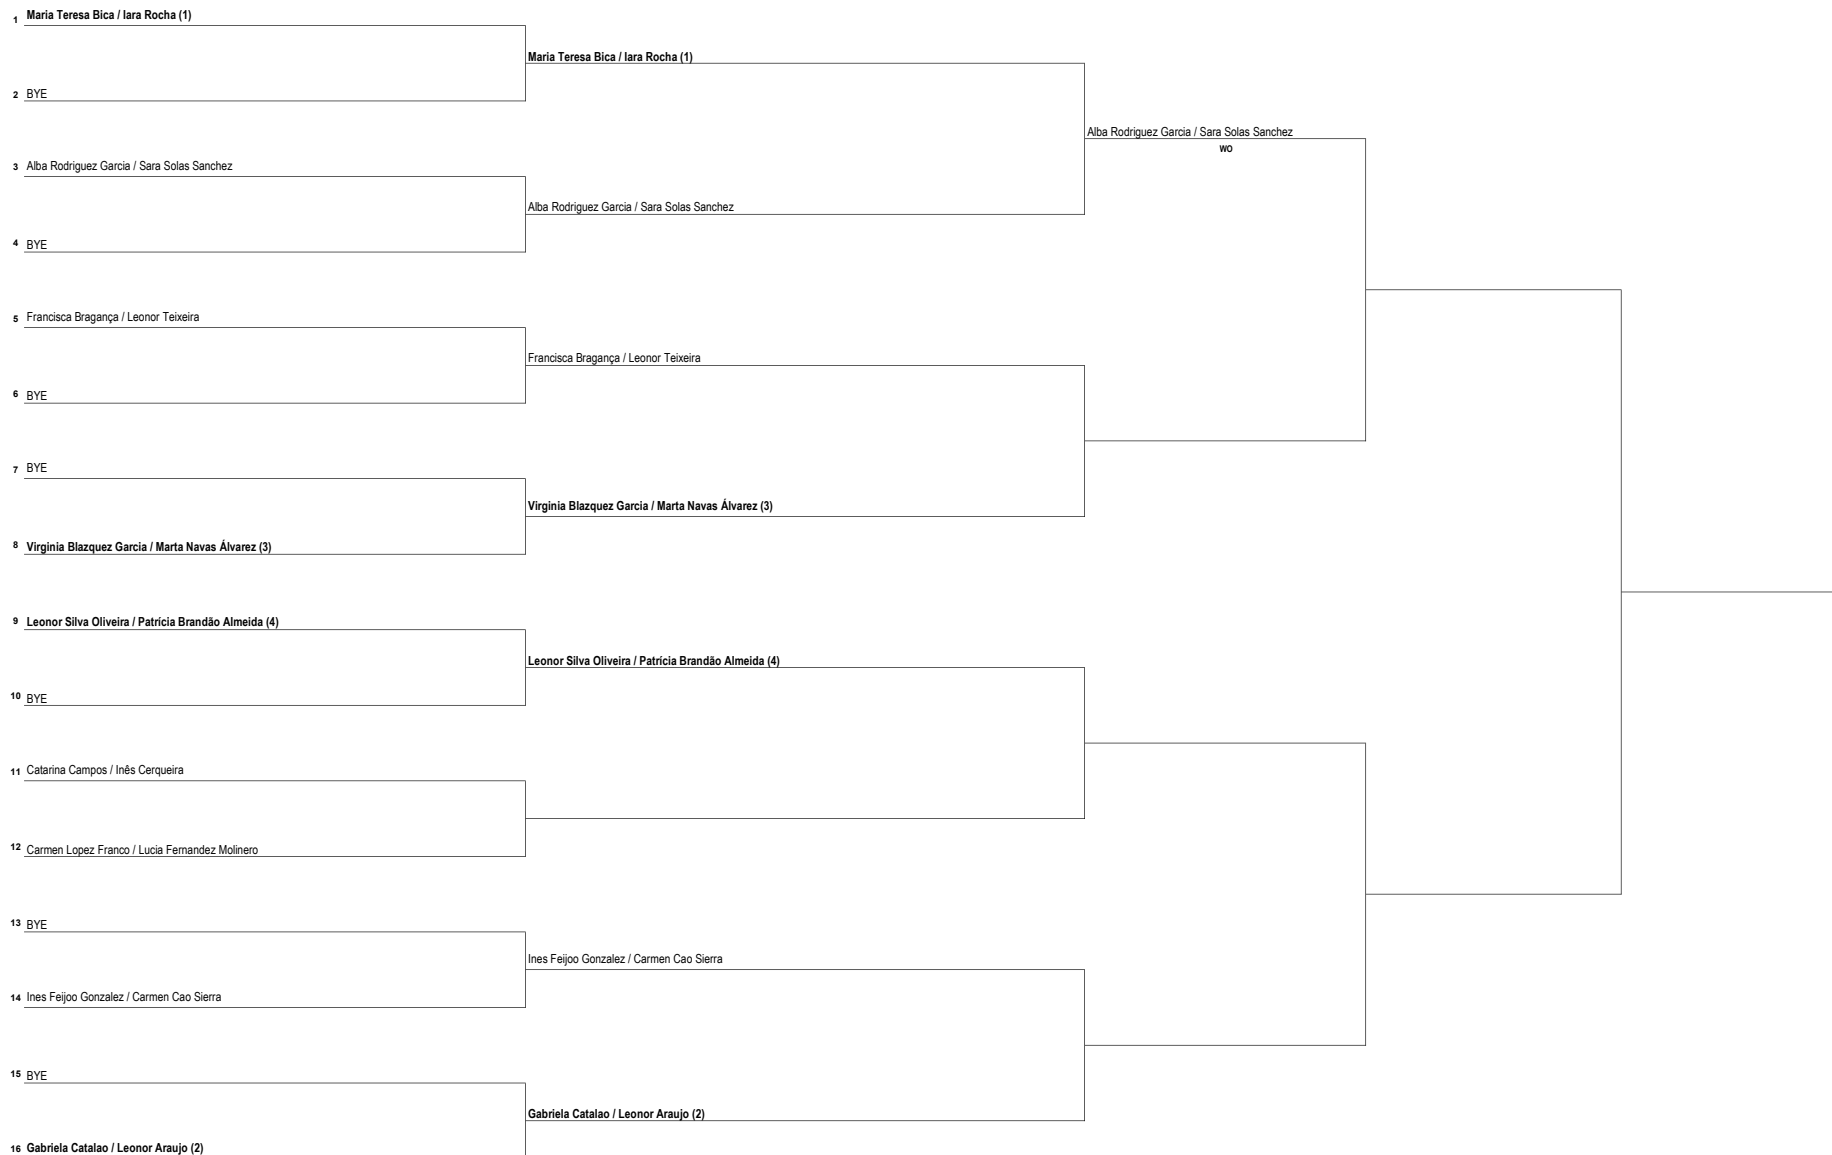 1 Maria Teresa Bica / Iara Rocha (1)
Maria Teresa Bica / Iara Rocha (1)
2 BYE
Alba Rodriguez Garcia / Sara Solas Sanchez
WO
3 Alba Rodriguez Garcia / Sara Solas Sanchez
Alba Rodriguez Garcia / Sara Solas Sanchez
4 BYE
5 Francisca Bragança / Leonor Teixeira
Francisca Bragança / Leonor Teixeira
6 BYE
7 BYE
Virginia Blazquez Garcia / Marta Navas Álvarez (3)
8 Virginia Blazquez Garcia / Marta Navas Álvarez (3)
9 Leonor Silva Oliveira / Patrícia Brandão Almeida (4)
Leonor Silva Oliveira / Patrícia Brandão Almeida (4)
10 BYE
11 Catarina Campos / Inês Cerqueira
12 Carmen Lopez Franco / Lucia Fernandez Molinero
13 BYE
Ines Feijoo Gonzalez / Carmen Cao Sierra
14 Ines Feijoo Gonzalez / Carmen Cao Sierra
15 BYE
Gabriela Catalao / Leonor Araujo (2)
16 Gabriela Catalao / Leonor Araujo (2)